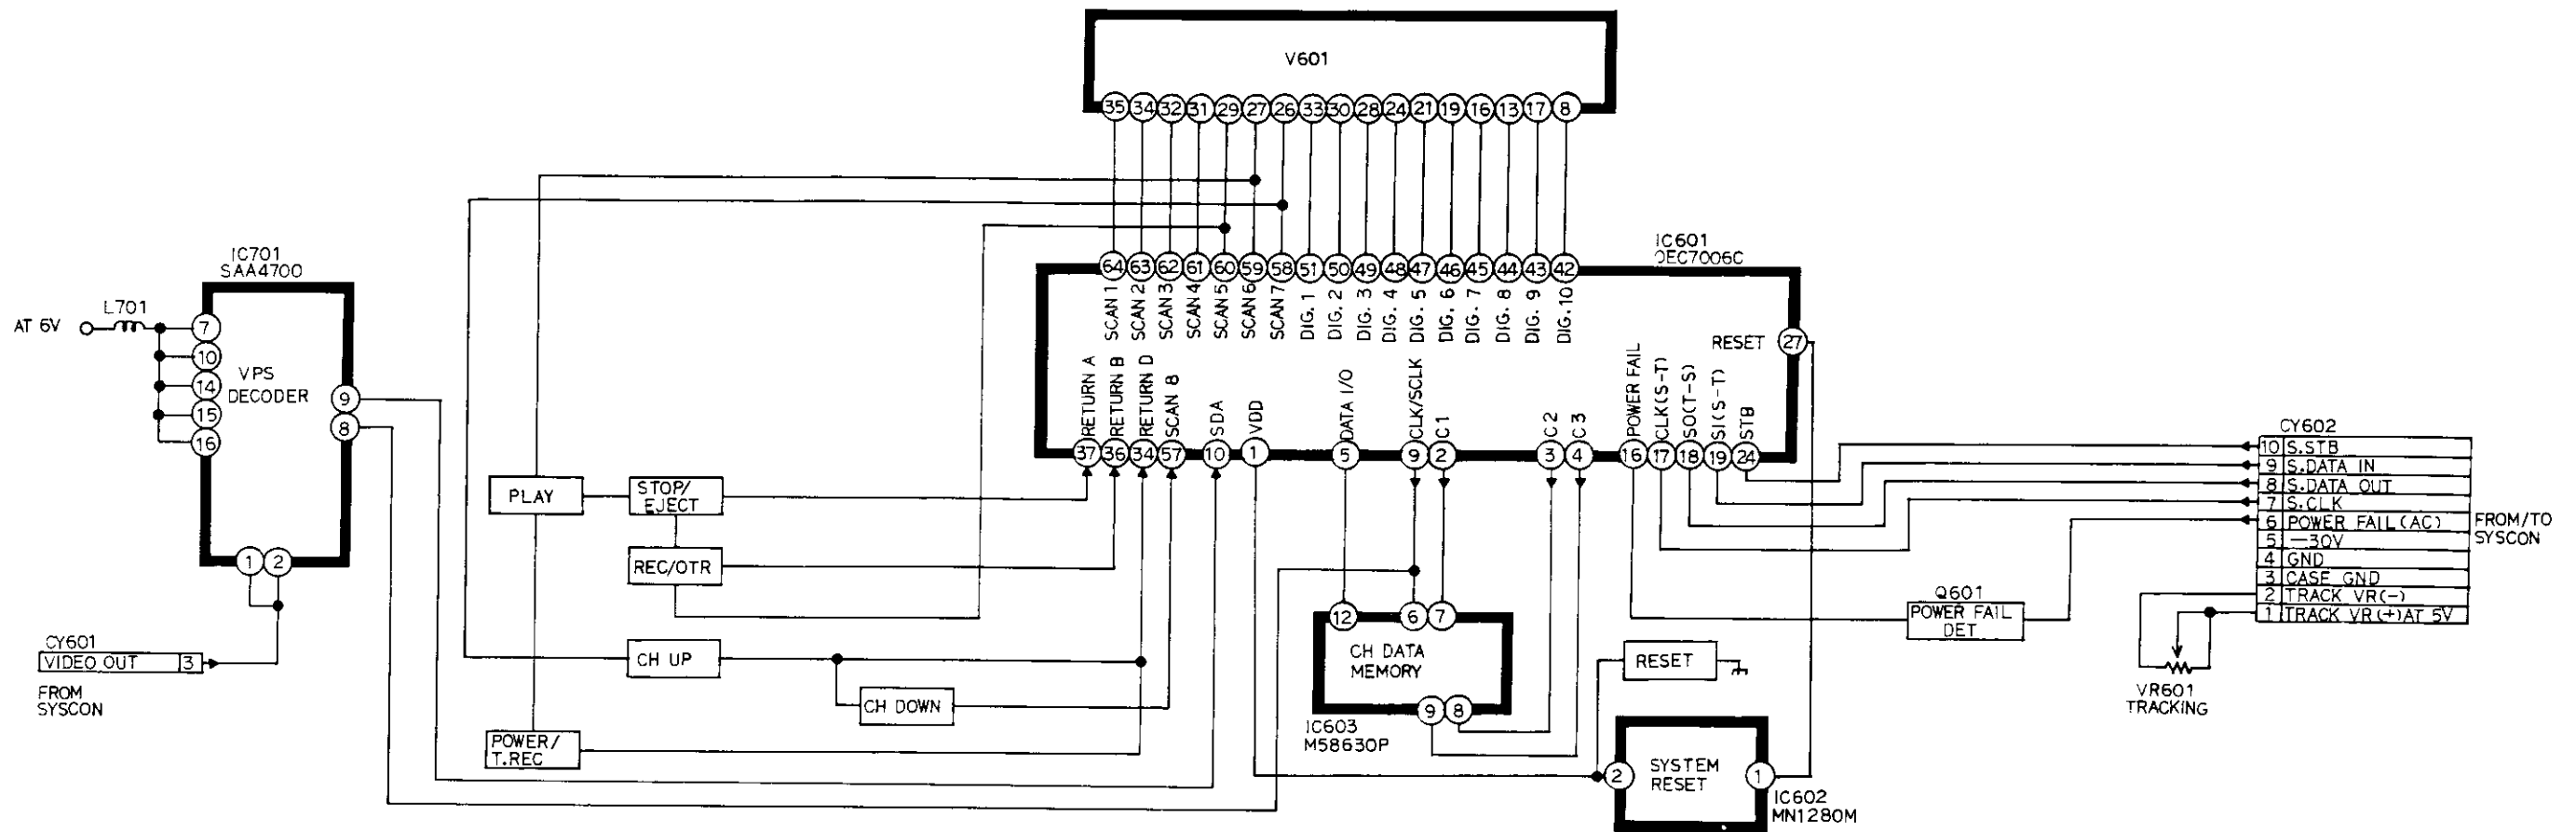 V601
35 34 32 31 29 27 26 33 30 28 24 21 19 16 13 17 8
IC701
SAA4700
AT 6V
L701
7
10
14
15
16
VPS
DECODER
9
8
1 2
CY601
VIDEO OUT 3
FROM
SYSCON
IC601
OEC7006C
64 63 62 61 60 59 58 51 50 49 48 47 46 45 44 43 42
SCAN 1
SCAN 2
SCAN 3
SCAN 4
SCAN 5
SCAN 6
SCAN 7
DIG. 1
DIG. 2
DIG. 3
DIG. 4
DIG. 5
DIG. 6
DIG. 7
DIG. 8
DIG. 9
DIG. 10
RESET 27
RETURN A
RETURN B
RETURN D
SCAN 8
SDA
VDD
DATA I/O
CLK/SCLK
C1
C2
C3
POWER FAIL
CLK(S-T)
SO(T-S)
SI(S-T)
STB
37 36 34 57 10 1 5 9 2 3 4 16 17 18 19 24
PLAY
STOP/
EJECT
REC/OTR
CH UP
CH DOWN
POWER/
T.REC
12 6 7
CH DATA
MEMORY
9 8
IC603
M58630P
RESET
2
SYSTEM
RESET
1
IC602
MN1280M
Q601
POWER FAIL
DET
CY602
10 S.STB
9 S.DATA IN
8 S.DATA OUT
7 S.CLK
6 POWER FAIL(AC)
5 —30V
4 GND
3 CASE GND
2 TRACK VR(-)
1 TRACK VR(+)AT 5V
FROM/TO
SYSCON
VR601
TRACKING